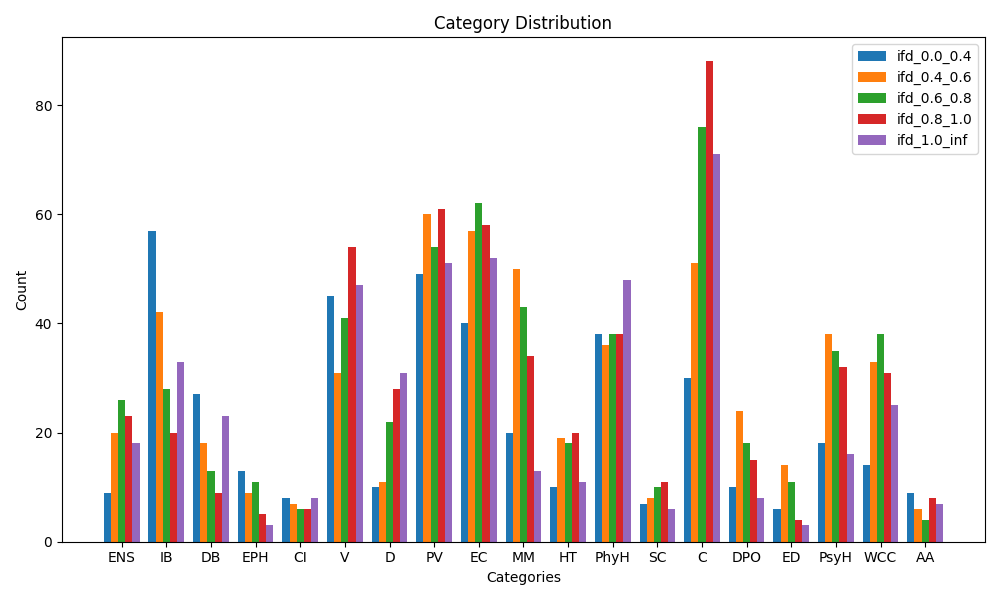 Category Distribution
ifd_0.0_0.4
ifd_0.4_0.6
ifd_0.6_0.8
ifd_0.8_1.0
ifd_1.0_inf
Count
80
60
40
20
0
ENS IB DB EPH CI V D PV EC MM HT PhyH SC C DPO ED PsyH WCC AA
Categories